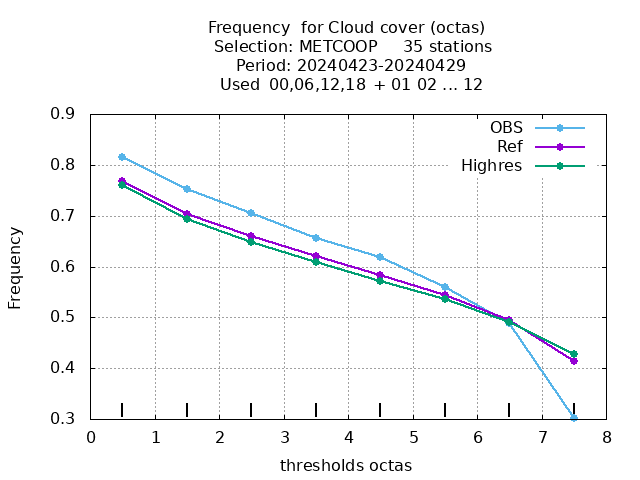 Frequency  for Cloud cover (octas)
Selection: METCOOP     35 stations
Period: 20240423-20240429
Used  00,06,12,18  + 01 02 ... 12
0.9
0.8
0.7
0.6
0.5
0.4
0.3
Frequency
OBS
Ref
Highres
0 1 2 3 4 5 6 7 8
thresholds octas